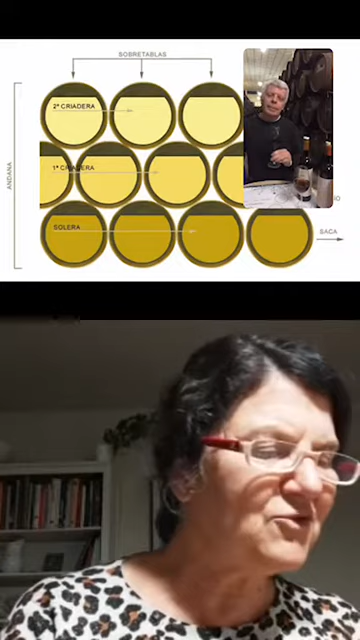 SOBRETABLAS
2ª CRIADERA
1ª CRIADERA
ANDANA
SOLERA
SACA